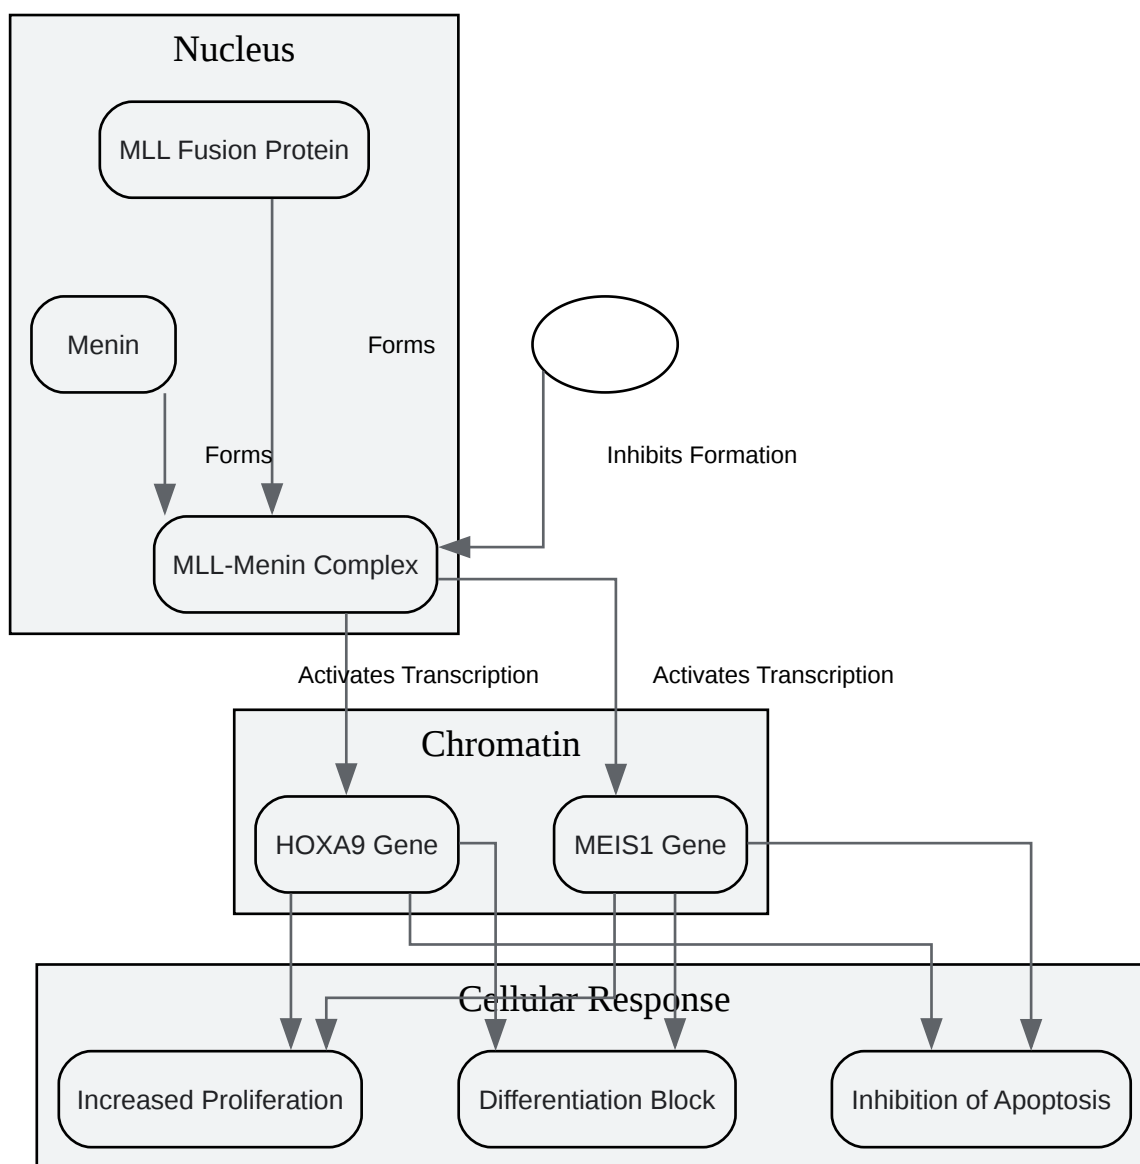 Nucleus
MLL Fusion Protein
Menin
Forms
Forms
Inhibits Formation
MLL-Menin Complex
Activates Transcription
Activates Transcription
Chromatin
HOXA9 Gene
MEIS1 Gene
Cellular Response
Increased Proliferation
Differentiation Block
Inhibition of Apoptosis